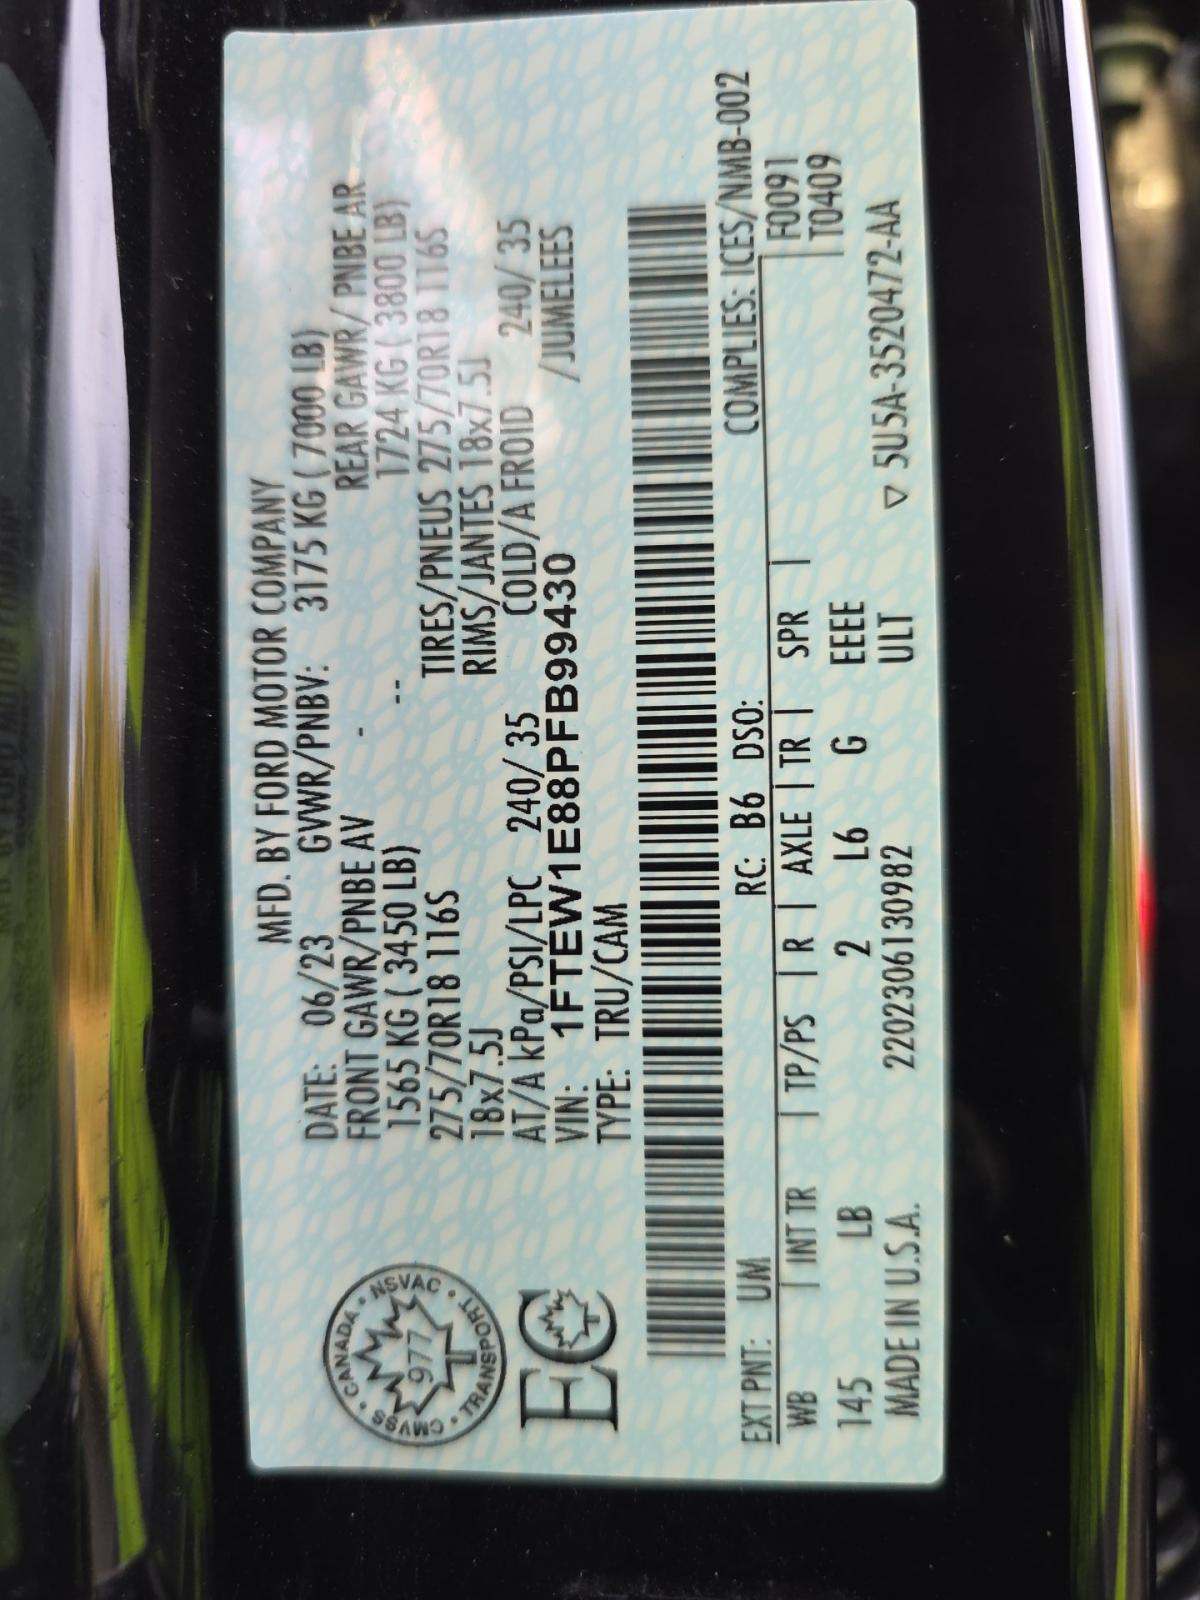 MFD. BY FORD MOTOR COMPANY
DATE: 06/23 GVWR/PNBV: 3175 KG ( 7000 LB)
FRONT GAWR/PNBE AV - REAR GAWR/ PNBE AR
1565 KG ( 3450 LB) -- 1724 KG ( 3800 LB)
275/70R18 116S TIRES/PNEUS 275/70R18 116S
18x7.5J RIMS/JANTES 18x7.5J
AT/A kPa/PSI/LPC 240/ 35 COLD/A FROID 240/ 35
VIN: 1FTEW1E88PFB99430 /JUMELEES
TYPE: TRU/CAM
CANADA • NSVAC • TRANSPORT • CMVSS •
977
EC
COMPLIES: ICES/NMB-002
EXT PNT: UM RC: B6 DSO: F0091
WB | INT TR | TP/PS | R | AXLE | TR | SPR | T0409
145 LB 2 L6 G EEEE
MADE IN U.S.A. 220230613​0982 ULT ▽ 5U5A-3520472-AA